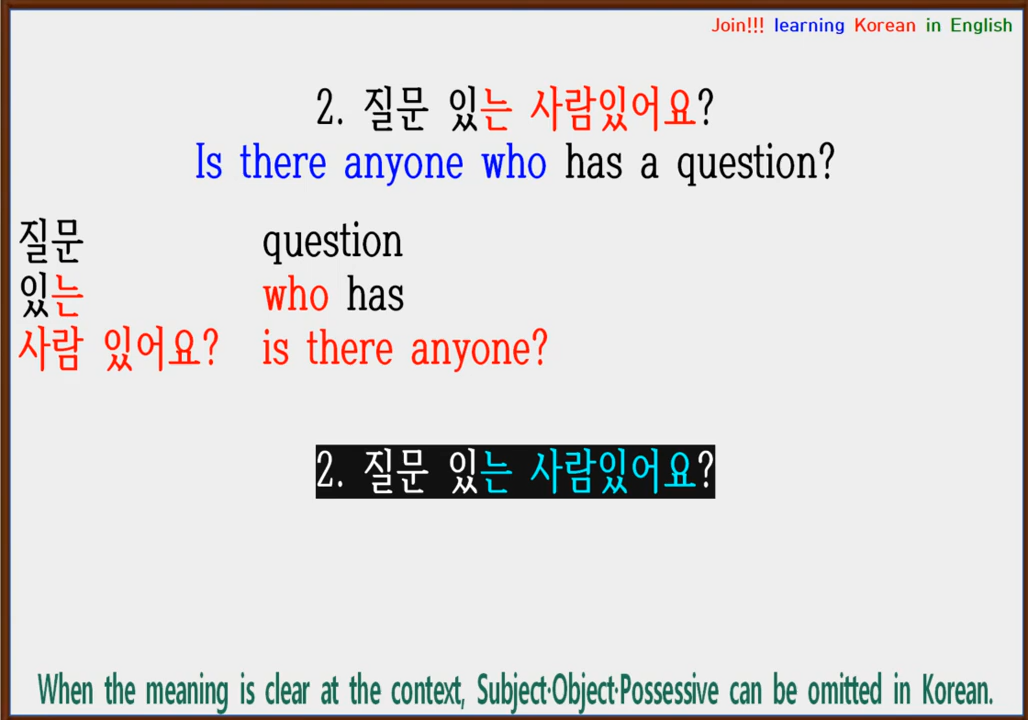 Join!!! learning Korean in English
2. 질문 있는 사람있어요?
Is there anyone who has a question?
질문 question
있는 who has
사람 있어요? is there anyone?
2. 질문 있는 사람있어요?
When the meaning is clear at the context, Subject·Object·Possessive can be omitted in Korean.